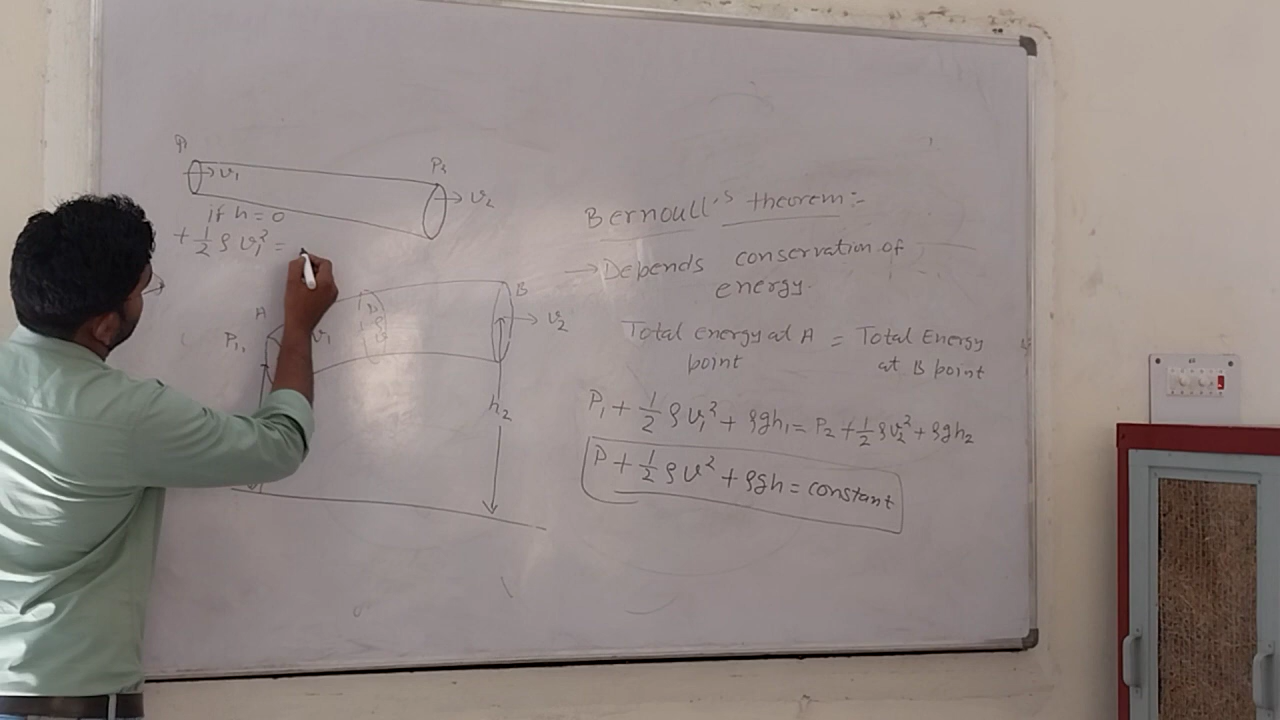 P1
→ v₁
P₂
→ v₂
if h = 0
+ 1/2 ρ v₁² =
A
B
P₁,
v₁
→ v₂
h₂
Bernoull's theorem :-
→ Depends conservation of
energy.
Total energy at A = Total Energy
point at B point
P₁ + 1/2 ρ v₁² + ρgh₁ = P₂ + 1/2 ρ v₂² + ρgh₂
P + 1/2 ρ v² + ρgh = constant